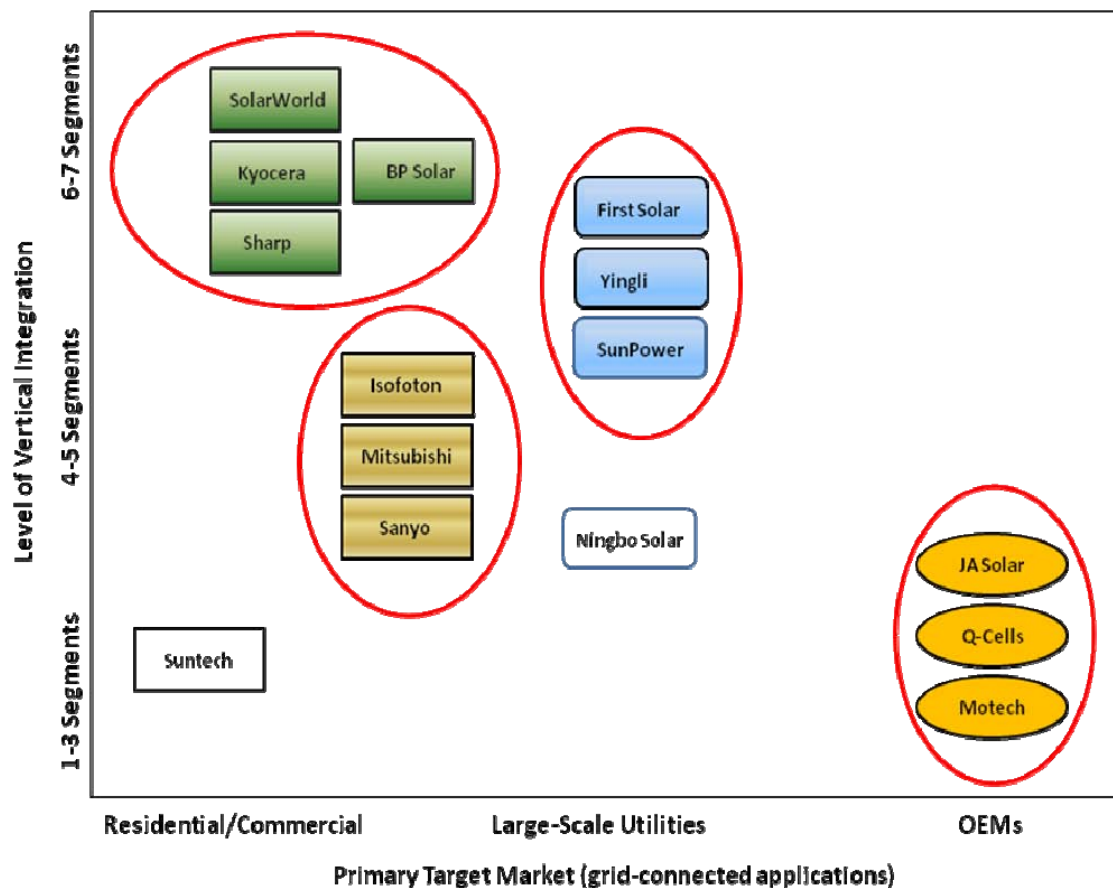 Level of Vertical Integration
6-7 Segments
4-5 Segments
1-3 Segments
SolarWorld
Kyocera
BP Solar
Sharp
First Solar
Yingli
SunPower
Isofoton
Mitsubishi
Sanyo
Ningbo Solar
JA Solar
Q-Cells
Motech
Suntech
Residential/Commercial
Large-Scale Utilities
OEMs
Primary Target Market (grid-connected applications)